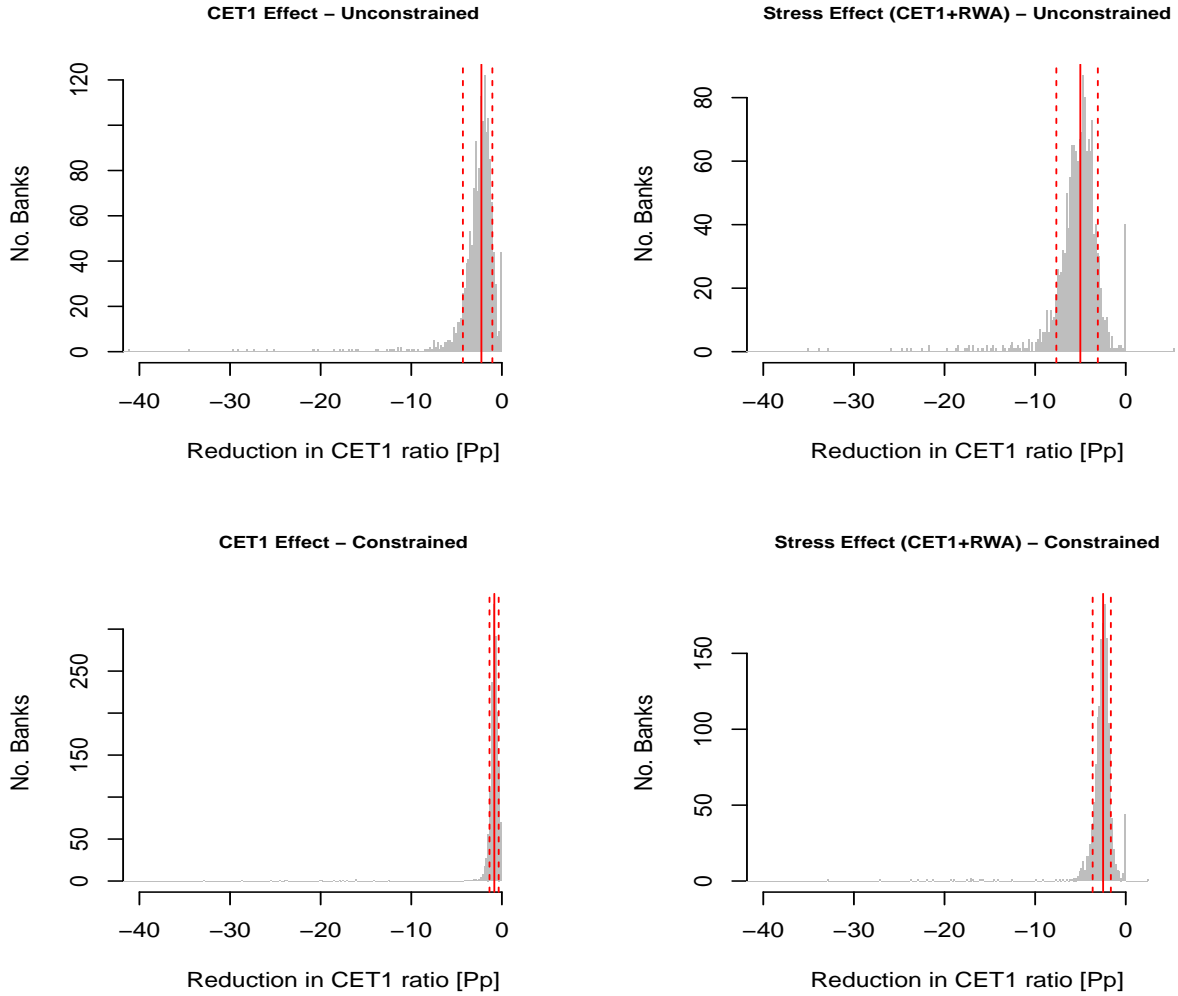 CET1 Effect − Unconstrained
No. Banks
0 20 40 60 80 120
−40 −30 −20 −10 0
Reduction in CET1 ratio [Pp]
Stress Effect (CET1+RWA) − Unconstrained
No. Banks
0 20 40 60 80
−40 −30 −20 −10 0
Reduction in CET1 ratio [Pp]
CET1 Effect − Constrained
No. Banks
0 50 150 250
−40 −30 −20 −10 0
Reduction in CET1 ratio [Pp]
Stress Effect (CET1+RWA) − Constrained
No. Banks
0 50 100 150
−40 −30 −20 −10 0
Reduction in CET1 ratio [Pp]